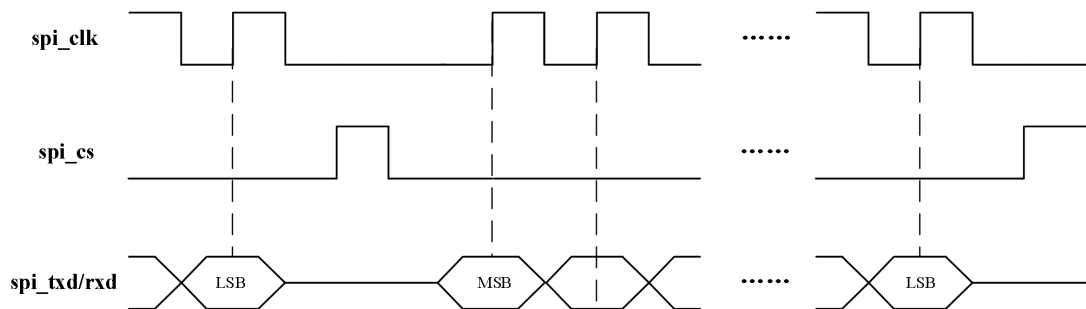 spi_clk
......
spi_cs
......
spi_txd/rxd
LSB
MSB
......
LSB